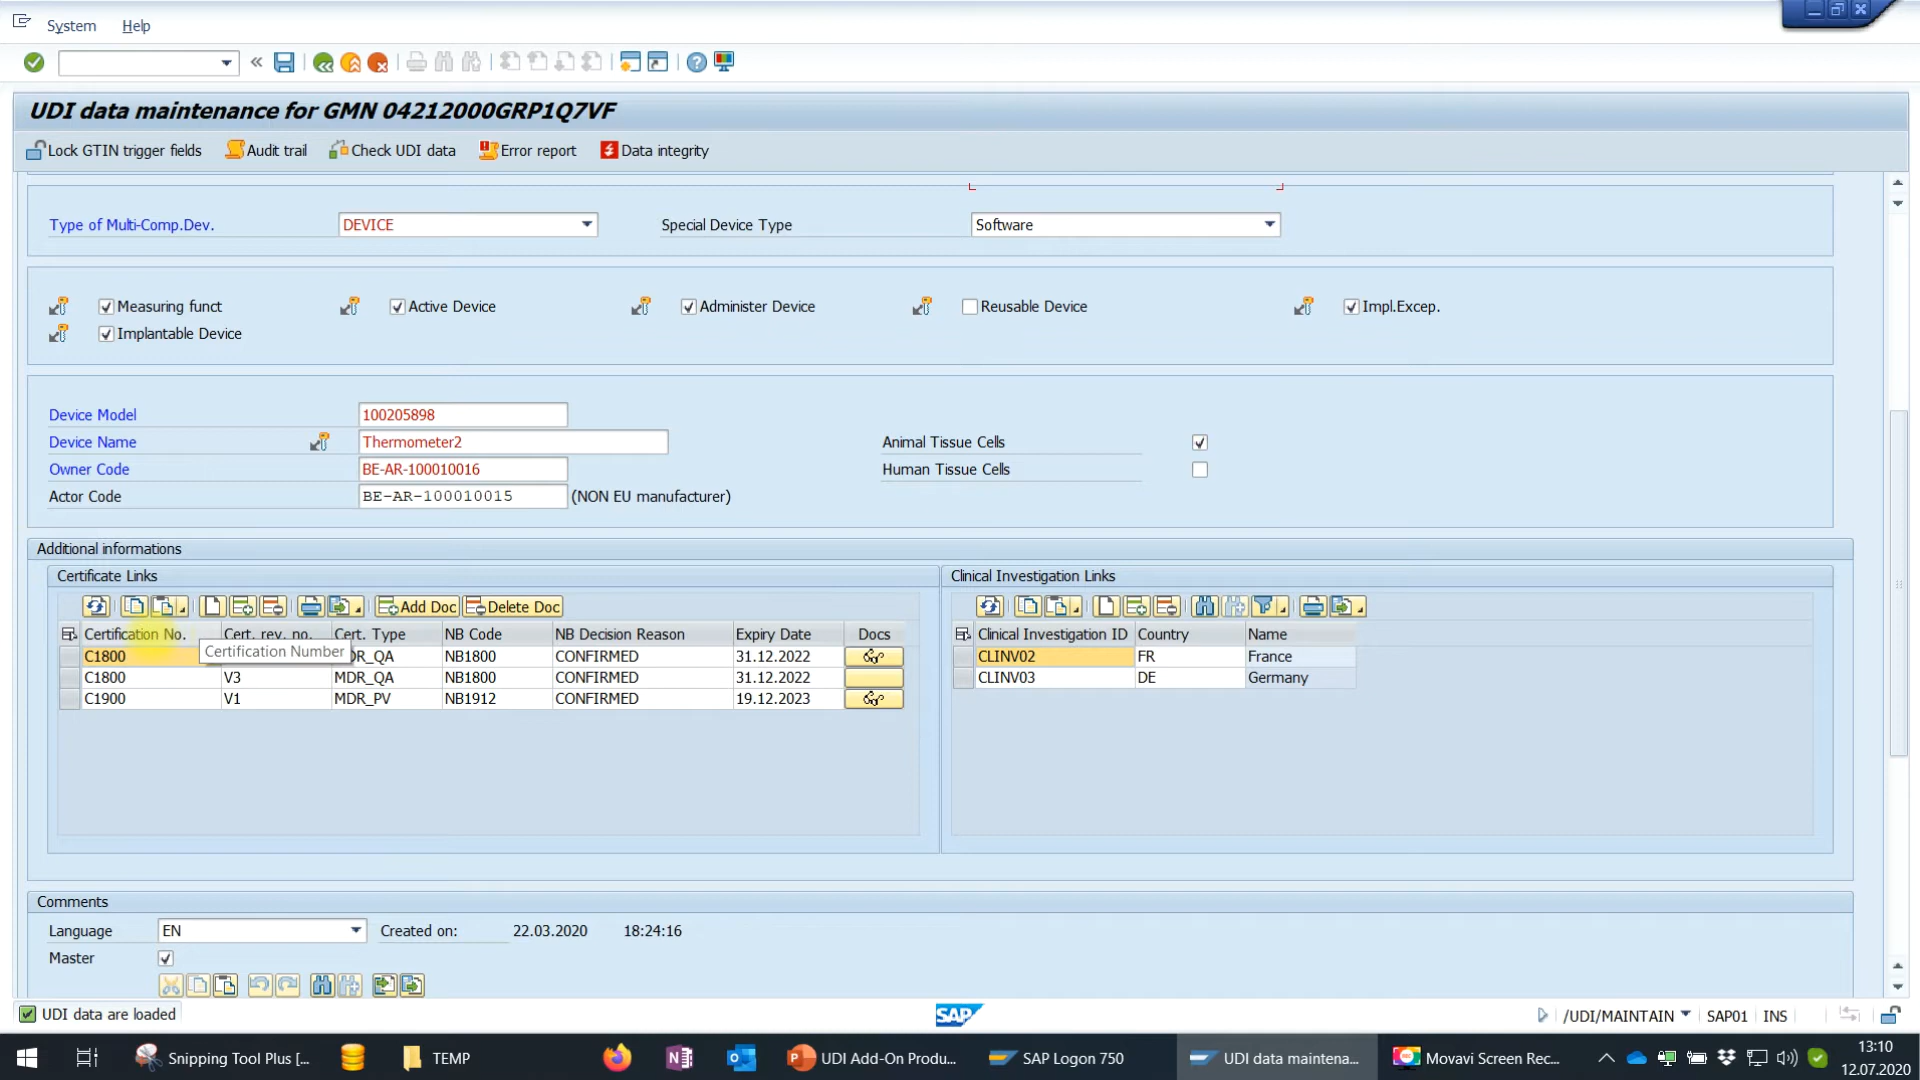 System Help
UDI data maintenance for GMN 04212000GRP1Q7VF
Lock GTIN trigger fields Audit trail Check UDI data Error report Data integrity
Type of Multi-Comp.Dev. DEVICE Special Device Type Software
Measuring funct Active Device Administer Device Reusable Device Impl.Excep.
Implantable Device
Device Model 100205898
Device Name Thermometer2 Animal Tissue Cells
Owner Code BE-AR-100010016 Human Tissue Cells
Actor Code BE-AR-100010015 (NON EU manufacturer)
Additional informations
Certificate Links Clinical Investigation Links
Add Doc Delete Doc
Certification No. Cert. rev. no. Cert. Type NB Code NB Decision Reason Expiry Date Docs Clinical Investigation ID Country Name
Certification Number
C1800 DR_QA NB1800 CONFIRMED 31.12.2022 CLINV02 FR France
C1800 V3 MDR_QA NB1800 CONFIRMED 31.12.2022 CLINV03 DE Germany
C1900 V1 MDR_PV NB1912 CONFIRMED 19.12.2023
Comments
Language EN Created on: 22.03.2020 18:24:16
Master
UDI data are loaded SAP /UDI/MAINTAIN SAP01 INS
Snipping Tool Plus [... TEMP UDI Add-On Produ... SAP Logon 750 UDI data maintena... Movavi Screen Rec... 13:10
12.07.2020